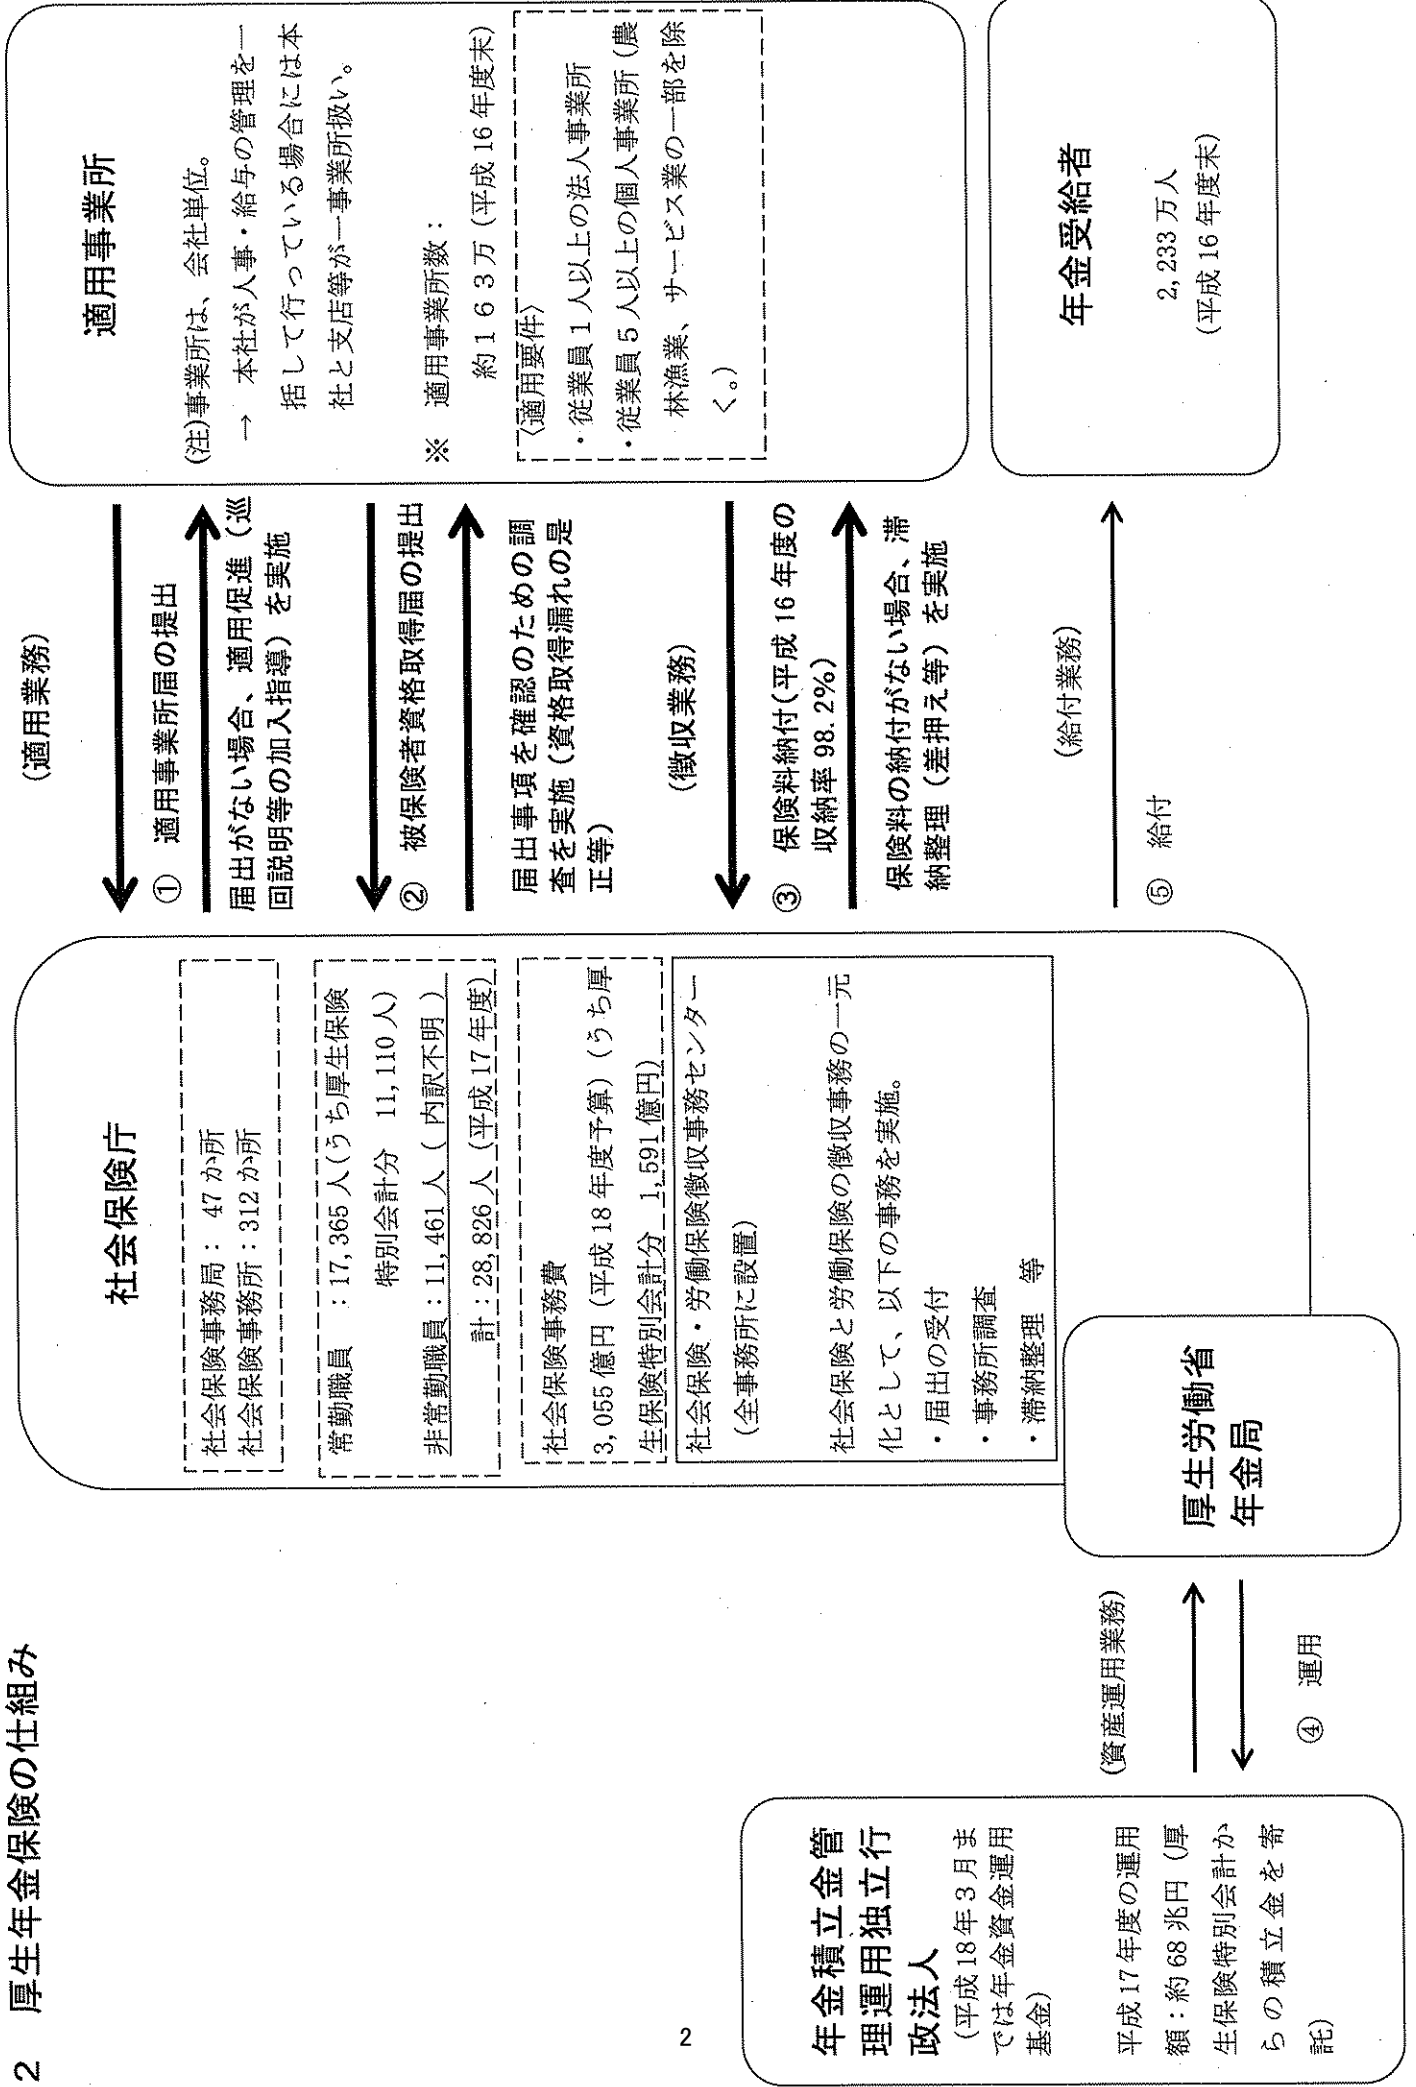 2 厚生年金保険の仕組み
年金積立金管
理運用独立行
政法人
(平成18年3月ま
では年金資金運用
基金)
平成17年度の運用
額：約68兆円（厚
生保険特別会計か
らの積立金を寄
託)
(資産運用業務)
④ 運用
厚生労働省
年金局
社会保険庁
社会保険事務局： 47か所
社会保険事務所：312か所
常勤職員 ：17,365人(うち厚生保険
特別会計分 11,110人)
非常勤職員：11,461人（ 内訳不明 ）
計：28,826人（平成17年度)
社会保険事務費
3,055億円（平成18年度予算）（うち厚
生保険特別会計分 1,591億円)
社会保険・労働保険徴収事務センター
(全事務所に設置)
社会保険と労働保険の徴収事務の一元
化として、以下の事務を実施。
・届出の受付
・事務所調査
・滞納整理 等
(適用業務)
① 適用事業所届の提出
届出がない場合、適用促進（巡
回説明等の加入指導）を実施
② 被保険者資格取得届の提出
届出事項を確認のための調
査を実施（資格取得漏れの是
正等）
(徴収業務)
③ 保険料納付(平成16年度の
収納率98.2%)
保険料の納付がない場合、滞
納整理（差押え等）を実施
(給付業務)
⑤ 給付
適用事業所
(注)事業所は、会社単位。
→ 本社が人事・給与の管理を一
括して行っている場合には本
社と支店等が一事業所扱い。
※ 適用事業所数：
約163万（平成16年度末)
〈適用要件〉
・従業員1人以上の法人事業所
・従業員5人以上の個人事業所（農
林漁業、サービス業の一部を除
く。)
年金受給者
2,233万人
(平成16年度末)
2